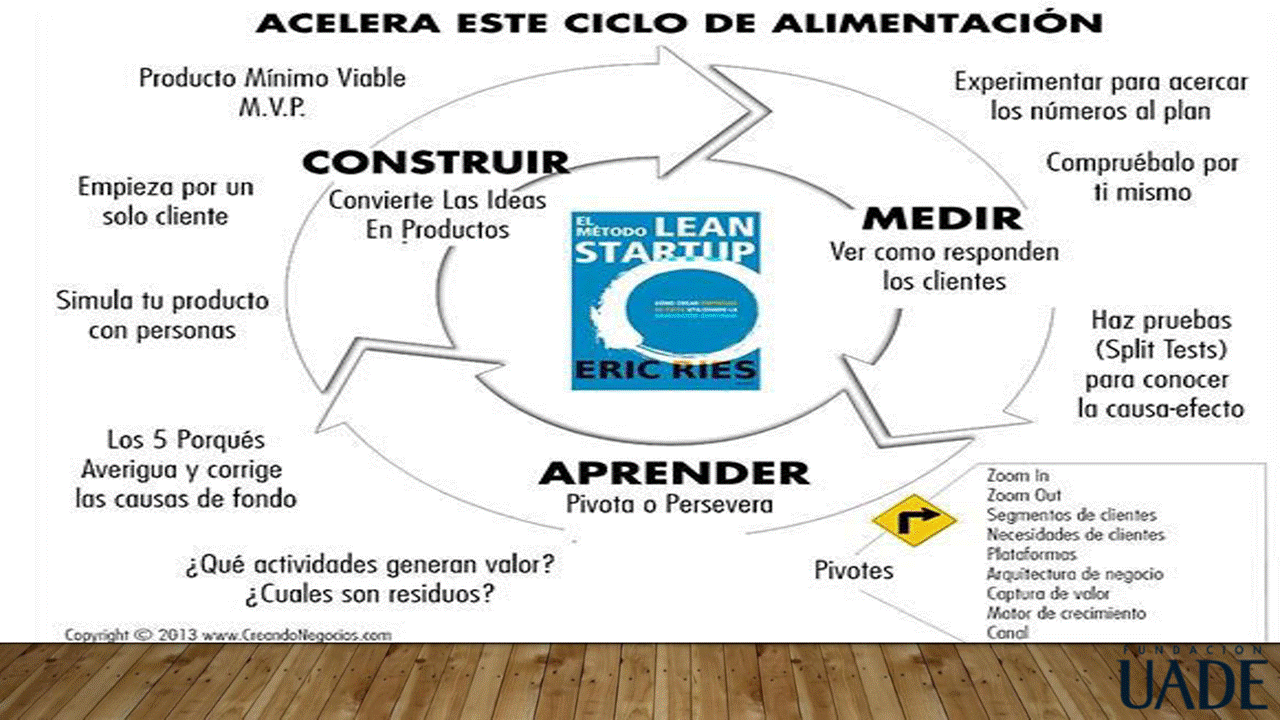 ACELERA ESTE CICLO DE ALIMENTACIÓN
Producto Mínimo Viable
M.V.P.
CONSTRUIR
Convierte Las Ideas
En Productos
Empieza por un
solo cliente
Simula tu producto
con personas
Experimentar para acercar
los números al plan
Compruébalo por
ti mismo
MEDIR
Ver como responden
los clientes
Haz pruebas
(Split Tests)
para conocer
la causa-efecto
EL
MÉTODO LEAN
STARTUP
ERIC RIES
APRENDER
Pivota o Persevera
Los 5 Porqués
Averigua y corrige
las causas de fondo
¿Qué actividades generan valor?
¿Cuales son residuos?
Pivotes
Zoom In
Zoom Out
Segmentos de clientes
Necesidades de clientes
Plataformas
Arquitectura de negocio
Captura de valor
Motor de crecimiento
Canal
Copyright © 2013 www.CreandoNegocios.com
FUNDACIÓN
UADE